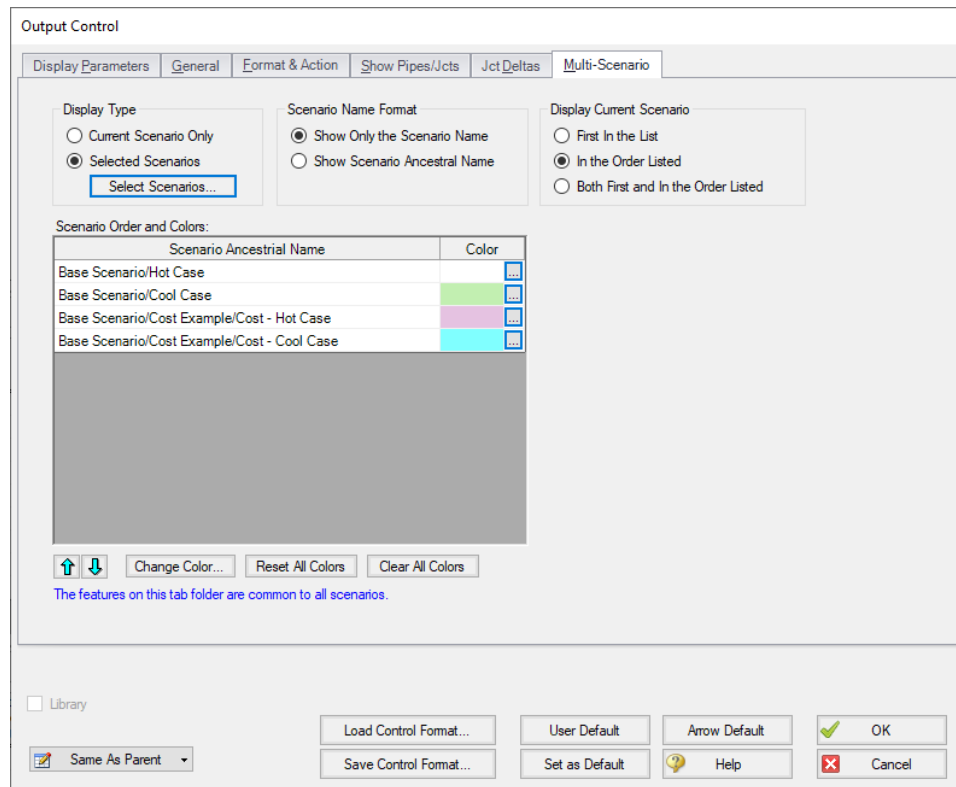 Output Control
Display Parameters
General
Format & Action
Show Pipes/Jcts
Jct Deltas
Multi-Scenario
Display Type
Current Scenario Only
Selected Scenarios
Select Scenarios...
Scenario Name Format
Show Only the Scenario Name
Show Scenario Ancestral Name
Display Current Scenario
First In the List
In the Order Listed
Both First and In the Order Listed
Scenario Order and Colors:
Scenario Ancestrial Name
Color
Base Scenario/Hot Case
...
Base Scenario/Cool Case
...
Base Scenario/Cost Example/Cost - Hot Case
...
Base Scenario/Cost Example/Cost - Cool Case
...
Change Color...
Reset All Colors
Clear All Colors
The features on this tab folder are common to all scenarios.
Library
Load Control Format...
User Default
Arrow Default
OK
Same As Parent
Save Control Format...
Set as Default
Help
Cancel